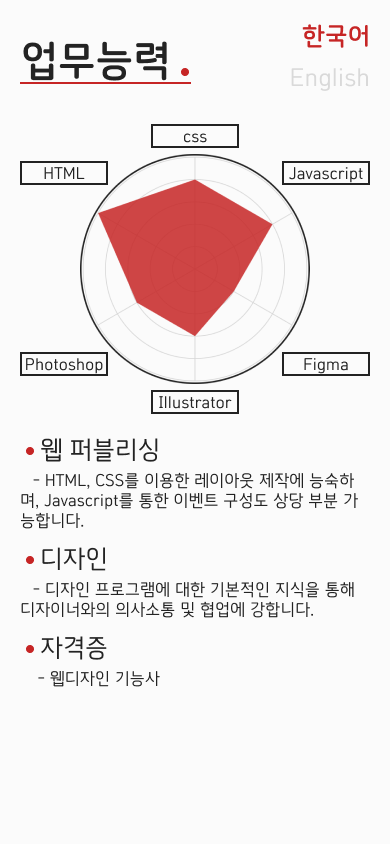 한국어
업무능력.
English
css
HTML
Javascript
Photoshop
Figma
Illustrator
• 웹 퍼블리싱
- HTML, CSS를 이용한 레이아웃 제작에 능숙하
며, Javascript를 통한 이벤트 구성도 상당 부분 가
능합니다.
• 디자인
- 디자인 프로그램에 대한 기본적인 지식을 통해
디자이너와의 의사소통 및 협업에 강합니다.
• 자격증
- 웹디자인 기능사